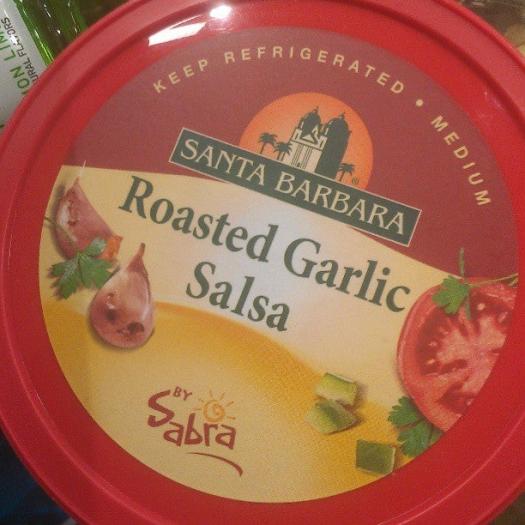 KEEP REFRIGERATED • MEDIUM
SANTA BARBARA
Roasted Garlic
Salsa
BY
Sabra